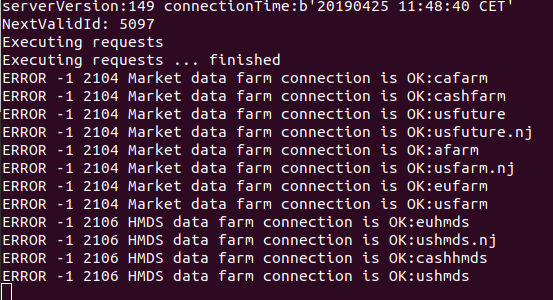 serverVersion:149 connectionTime:b'20190425 11:48:40 CET'
NextValidId: 5097
Executing requests
Executing requests ... finished
ERROR -1 2104 Market data farm connection is OK:cafarm
ERROR -1 2104 Market data farm connection is OK:cashfarm
ERROR -1 2104 Market data farm connection is OK:usfuture
ERROR -1 2104 Market data farm connection is OK:usfuture.nj
ERROR -1 2104 Market data farm connection is OK:afarm
ERROR -1 2104 Market data farm connection is OK:usfarm.nj
ERROR -1 2104 Market data farm connection is OK:eufarm
ERROR -1 2104 Market data farm connection is OK:usfarm
ERROR -1 2106 HMDS data farm connection is OK:euhmds
ERROR -1 2106 HMDS data farm connection is OK:ushmds.nj
ERROR -1 2106 HMDS data farm connection is OK:cashhmds
ERROR -1 2106 HMDS data farm connection is OK:ushmds